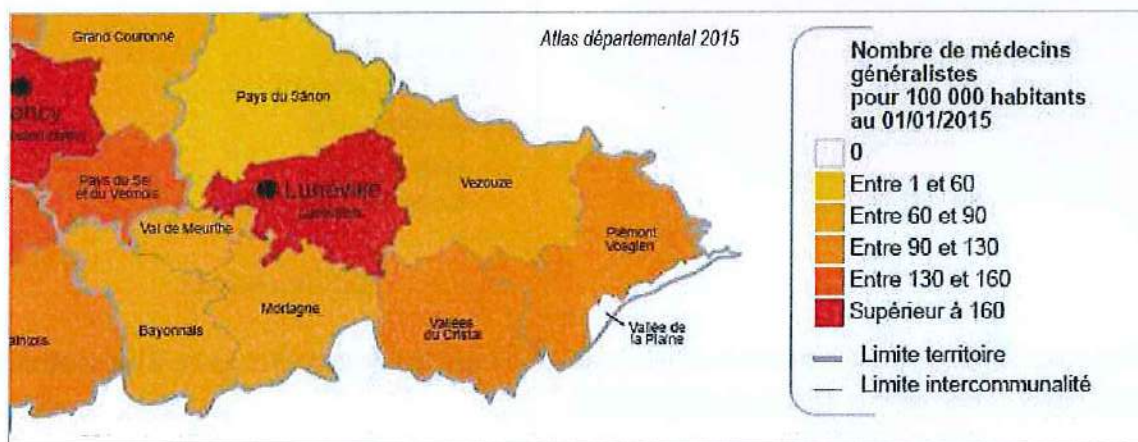 Grand Couronné
Atlas départemental 2015
Pays du Sânon
Pays du Sel
et du Vermois
Lunéville
Vezouze
Val de Meurthe
Piémont
Vosgien
Mortagne
Bayonnais
Vallées
du Cristal
Vallée de
la Plaine
Nombre de médecins
généralistes
pour 100 000 habitants
au 01/01/2015
0
Entre 1 et 60
Entre 60 et 90
Entre 90 et 130
Entre 130 et 160
Supérieur à 160
Limite territoire
Limite intercommunalité